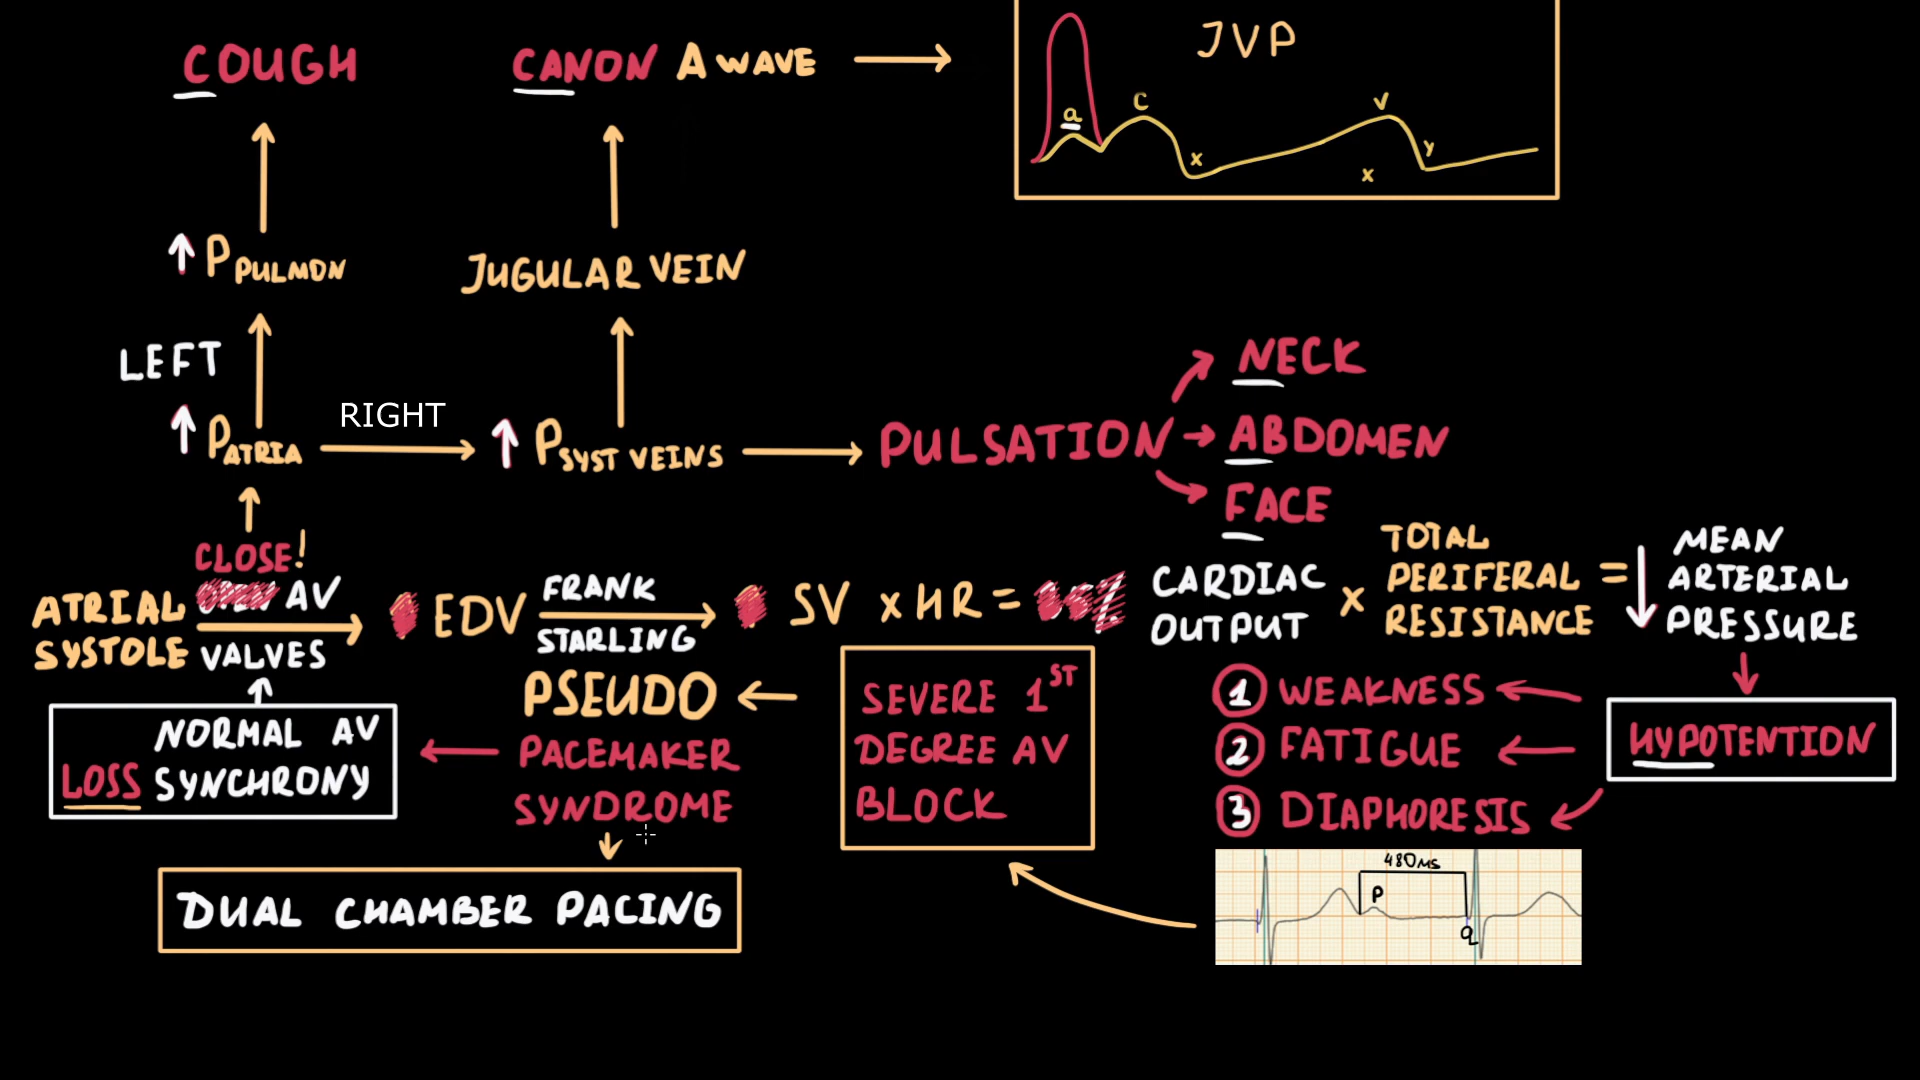 COUGH
CANON A WAVE
JVP
a
C
x
V
x
y
↑ P PULMON
JUGULAR VEIN
LEFT
RIGHT
↑ P ATRIA
↑ P SYST VEINS
PULSATION
NECK
ABDOMEN
FACE
CLOSE!
ATRIAL
SYSTOLE
AV
VALVES
EDV
FRANK
STARLING
SV x HR =
CARDIAC
OUTPUT
x
TOTAL
PERIFERAL
RESISTANCE
=
↓ MEAN
ARTERIAL
PRESSURE
NORMAL AV
LOSS SYNCHRONY
PSEUDO
PACEMAKER
SYNDROME
SEVERE 1ST
DEGREE AV
BLOCK
1 WEAKNESS
2 FATIGUE
3 DIAPHORESIS
HYPOTENTION
DUAL CHAMBER PACING
480ms
P
q